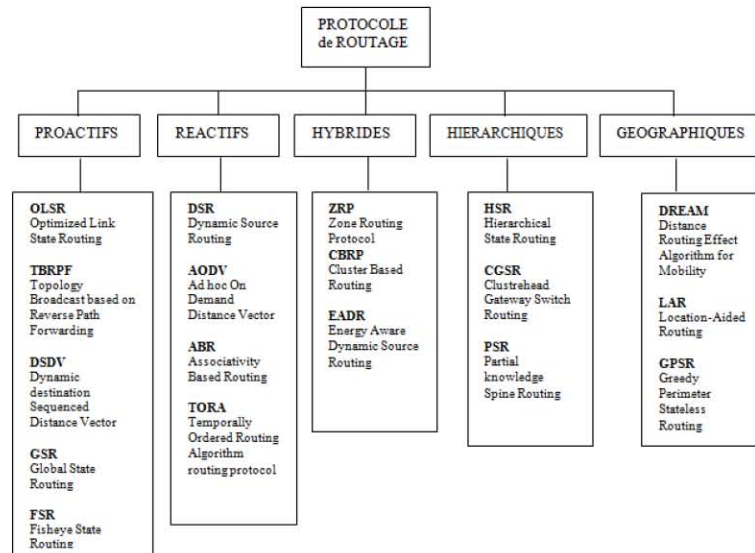 PROTOCOLE
de ROUTAGE
PROACTIFS
REACTIFS
HYBRIDES
HIERARCHIQUES
GEOGRAPHIQUES
OLSR
Optimized Link
State Routing
TBRPF
Topology
Broadcast based on
Reverse Path
Forwarding
DSDV
Dynamic
destination
Sequenced
Distance Vector
GSR
Global State
Routing
FSR
Fisheye State
Routing
DSR
Dynamic Source
Routing
AODV
Ad hoc On
Demand
Distance Vector
ABR
Associativity
Based Routing
TORA
Temporally
Ordered Routing
Algorithm
routing protocol
ZRP
Zone Routing
Protocol
CBRP
Cluster Based
Routing
EADR
Energy Aware
Dynamic Source
Routing
HSR
Hierarchical
State Routing
CGSR
Clustrehead
Gateway Switch
Routing
PSR
Partial
knowledge
Spine Routing
DREAM
Distance
Routing Effect
Algorithm for
Mobility
LAR
Location-Aided
Routing
GPSR
Greedy
Perimeter
Stateless
Routing